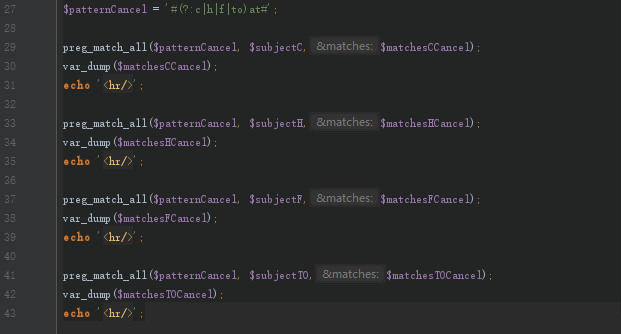 27 $patternCancel = '#(?:c|h|f|to)at#';
28
29 preg_match_all($patternCancel, $subjectC, &matches: $matchesCCancel);
30 var_dump($matchesCCancel);
31 echo '<hr/>';
32
33 preg_match_all($patternCancel, $subjectH, &matches: $matchesHCancel);
34 var_dump($matchesHCancel);
35 echo '<hr/>';
36
37 preg_match_all($patternCancel, $subjectF, &matches: $matchesFCancel);
38 var_dump($matchesFCancel);
39 echo '<hr/>';
40
41 preg_match_all($patternCancel, $subjectTO, &matches: $matchesTOCancel);
42 var_dump($matchesTOCancel);
43 echo '<hr/>';